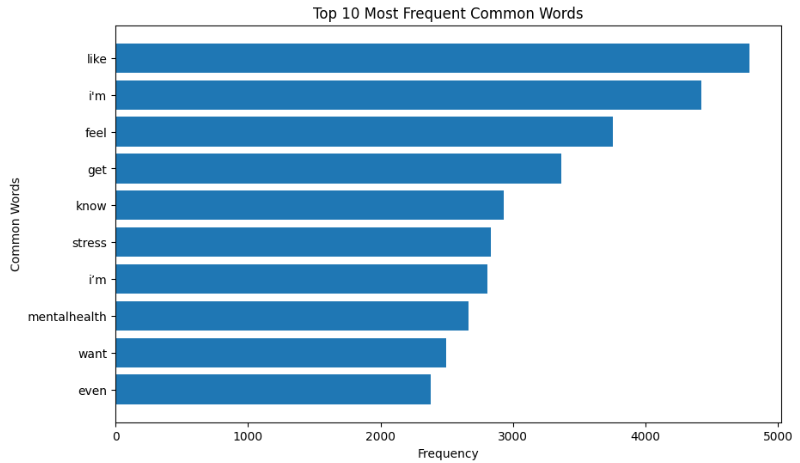 Top 10 Most Frequent Common Words
Common Words
like
i'm
feel
get
know
stress
i’m
mentalhealth
want
even
0 1000 2000 3000 4000 5000
Frequency